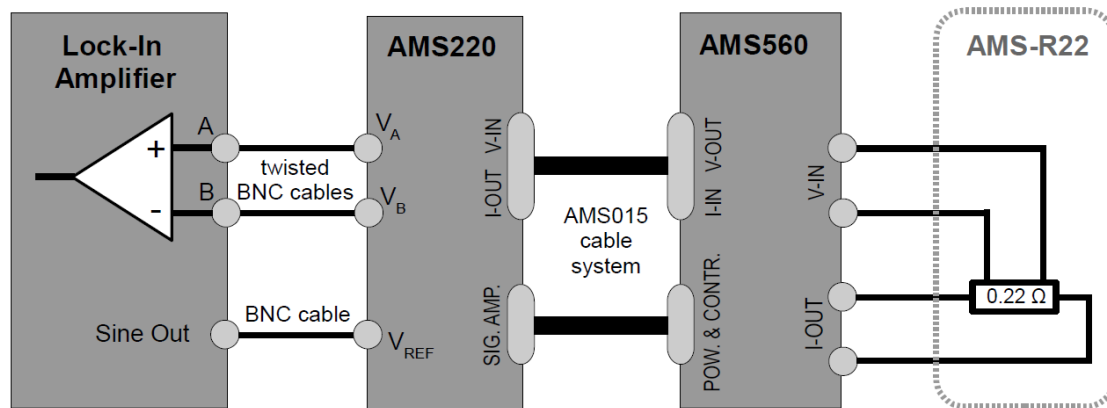 Lock-In
Amplifier
A
+
B
-
Sine Out
twisted
BNC cables
BNC cable
AMS220
VA
VB
VREF
I-OUT V-IN
SIG. AMP.
AMS015
cable
system
AMS560
I-IN V-OUT
POW. & CONTR.
V-IN
I-OUT
AMS-R22
0.22 Ω